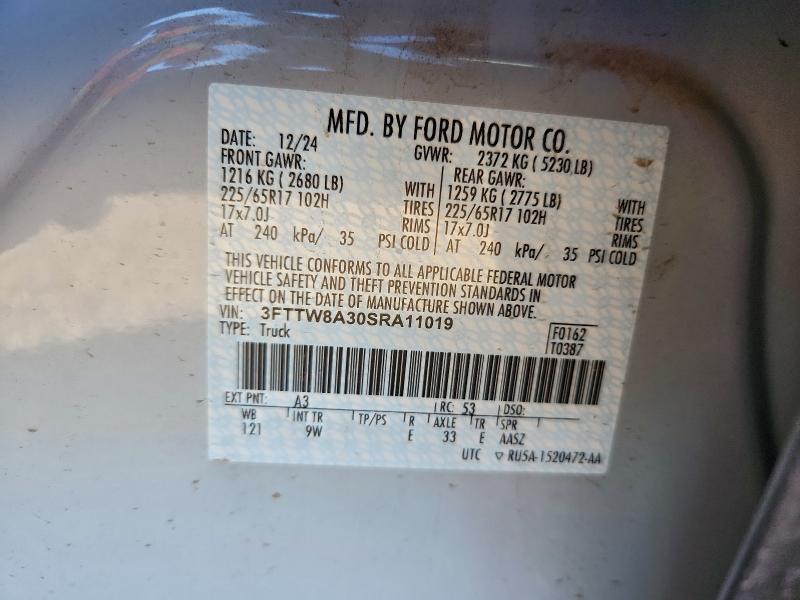 MFD. BY FORD MOTOR CO.
DATE: 12/24 GVWR: 2372 KG ( 5230 LB)
FRONT GAWR: REAR GAWR:
1216 KG ( 2680 LB) WITH 1259 KG ( 2775 LB) WITH
225/65R17 102H TIRES 225/65R17 102H TIRES
17x7.0J RIMS 17x7.0J RIMS
AT 240 kPa/ 35 PSI COLD AT 240 kPa/ 35 PSI COLD
THIS VEHICLE CONFORMS TO ALL APPLICABLE FEDERAL MOTOR
VEHICLE SAFETY AND THEFT PREVENTION STANDARDS IN
EFFECT ON THE DATE OF MANUFACTURE SHOWN ABOVE.
VIN: 3FTTW8A30SRA11019
TYPE: Truck
F0162
T0387
EXT PNT: A3 RC: 53 DSO:
WB INT TR TP/PS R AXLE TR SPR
121 9W E 33 E AASZ
UTC ▽ RU5A-1520472-AA